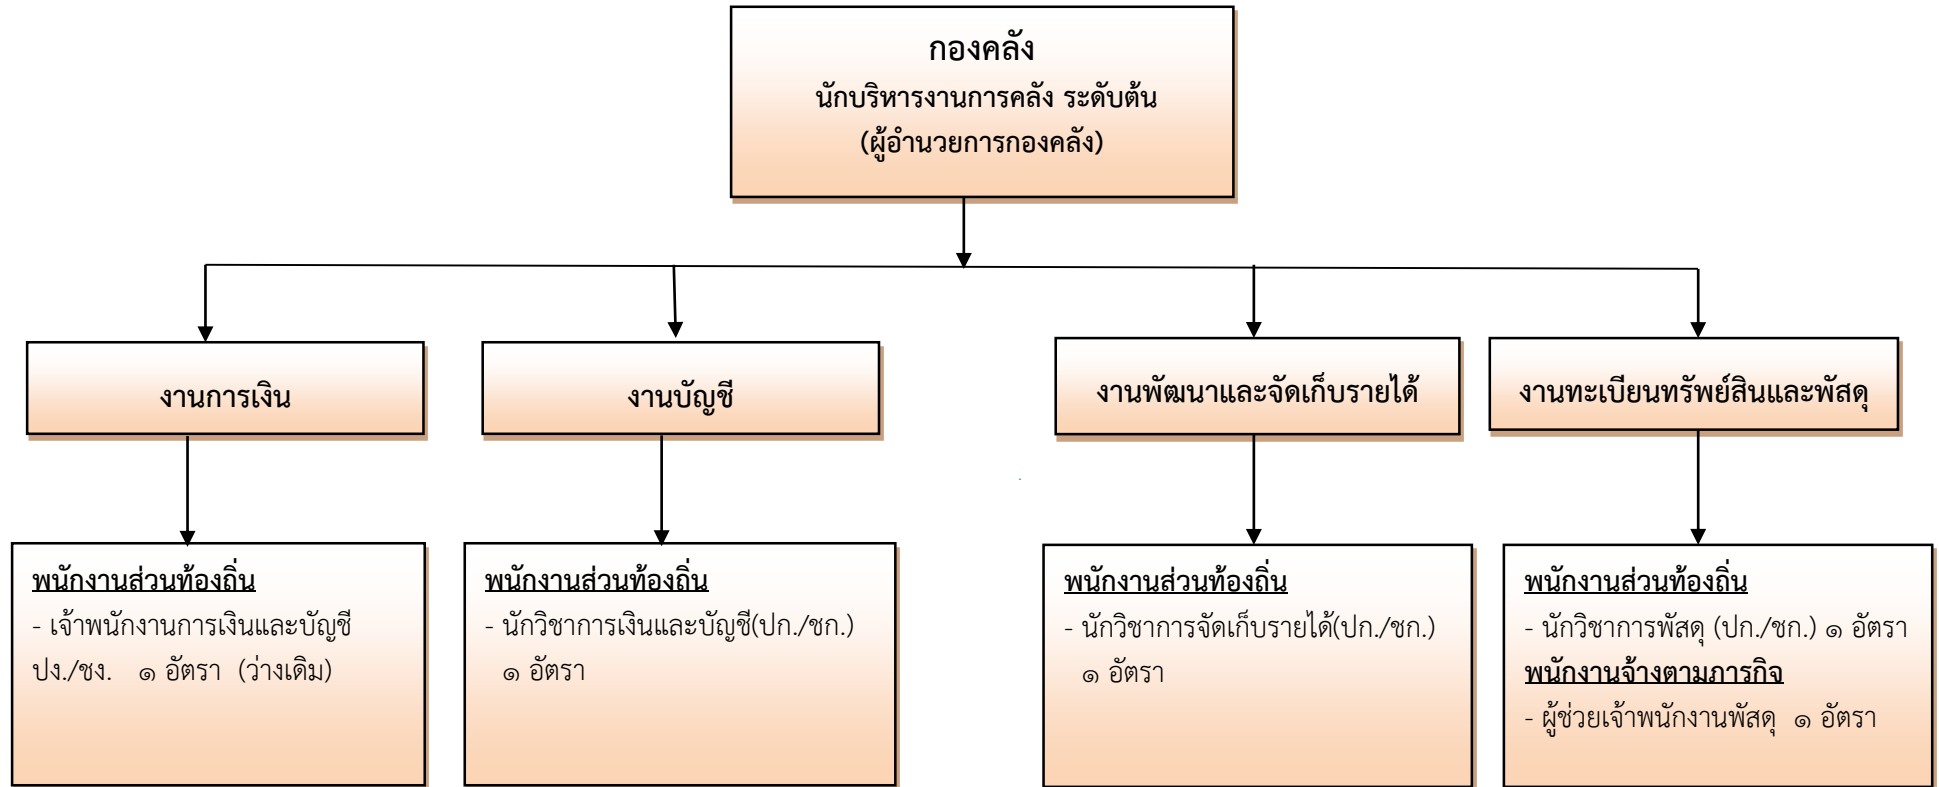 กองคลัง
นักบริหารงานการคลัง ระดับต้น
(ผู้อำนวยการกองคลัง)
งานการเงิน
งานบัญชี
งานพัฒนาและจัดเก็บรายได้
งานทะเบียนทรัพย์สินและพัสดุ
พนักงานส่วนท้องถิ่น
- เจ้าพนักงานการเงินและบัญชี
ปง./ชง. ๑ อัตรา (ว่างเดิม)
พนักงานส่วนท้องถิ่น
- นักวิชาการเงินและบัญชี(ปก./ชก.)
๑ อัตรา
พนักงานส่วนท้องถิ่น
- นักวิชาการจัดเก็บรายได้(ปก./ชก.)
๑ อัตรา
พนักงานส่วนท้องถิ่น
- นักวิชาการพัสดุ (ปก./ชก.) ๑ อัตรา
พนักงานจ้างตามภารกิจ
- ผู้ช่วยเจ้าพนักงานพัสดุ ๑ อัตรา